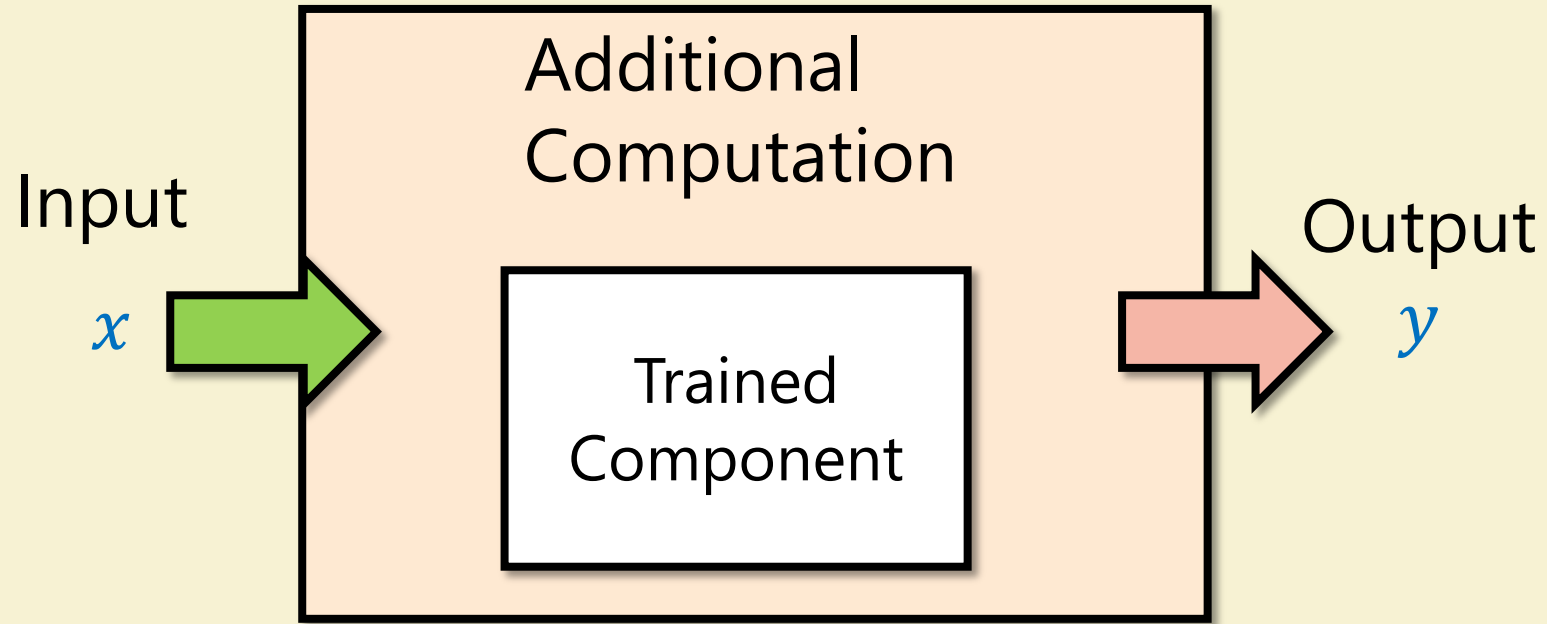 Additional
Computation
Input
Output
x
y
Trained
Component